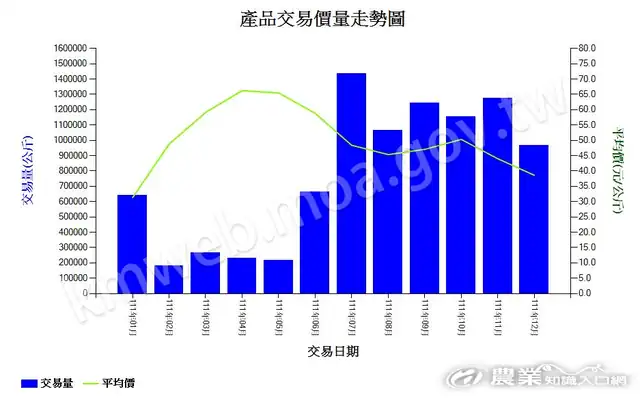 產品交易價量走勢圖
1600000
1500000
1400000
1300000
1200000
1100000
1000000
900000
800000
700000
600000
500000
400000
300000
200000
100000
0
交易量(公斤)
80.0
75.0
70.0
65.0
60.0
55.0
50.0
45.0
40.0
35.0
30.0
25.0
20.0
15.0
10.0
5.0
0.0
平均價(元/公斤)
111年01月
111年02月
111年03月
111年04月
111年05月
111年06月
111年07月
111年08月
111年09月
111年10月
111年11月
111年12月
交易日期
交易量
平均價
kmweb.moa.gov.tw
農業知識入口網